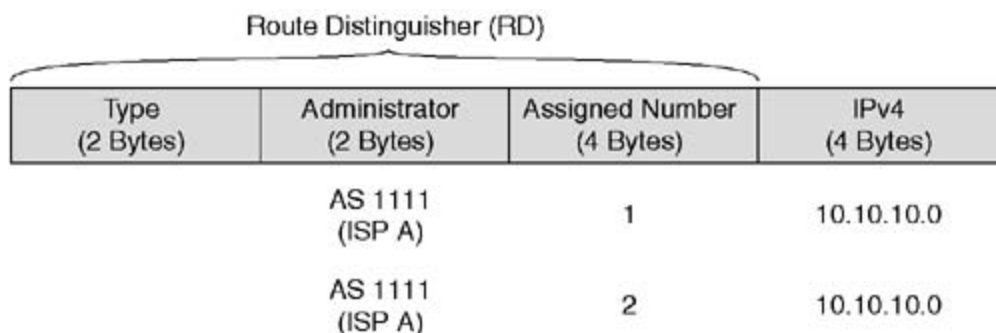 Route Distinguisher (RD)
Type Administrator Assigned Number IPv4
(2 Bytes) (2 Bytes) (4 Bytes) (4 Bytes)
AS 1111 1 10.10.10.0
(ISP A)
AS 1111 2 10.10.10.0
(ISP A)